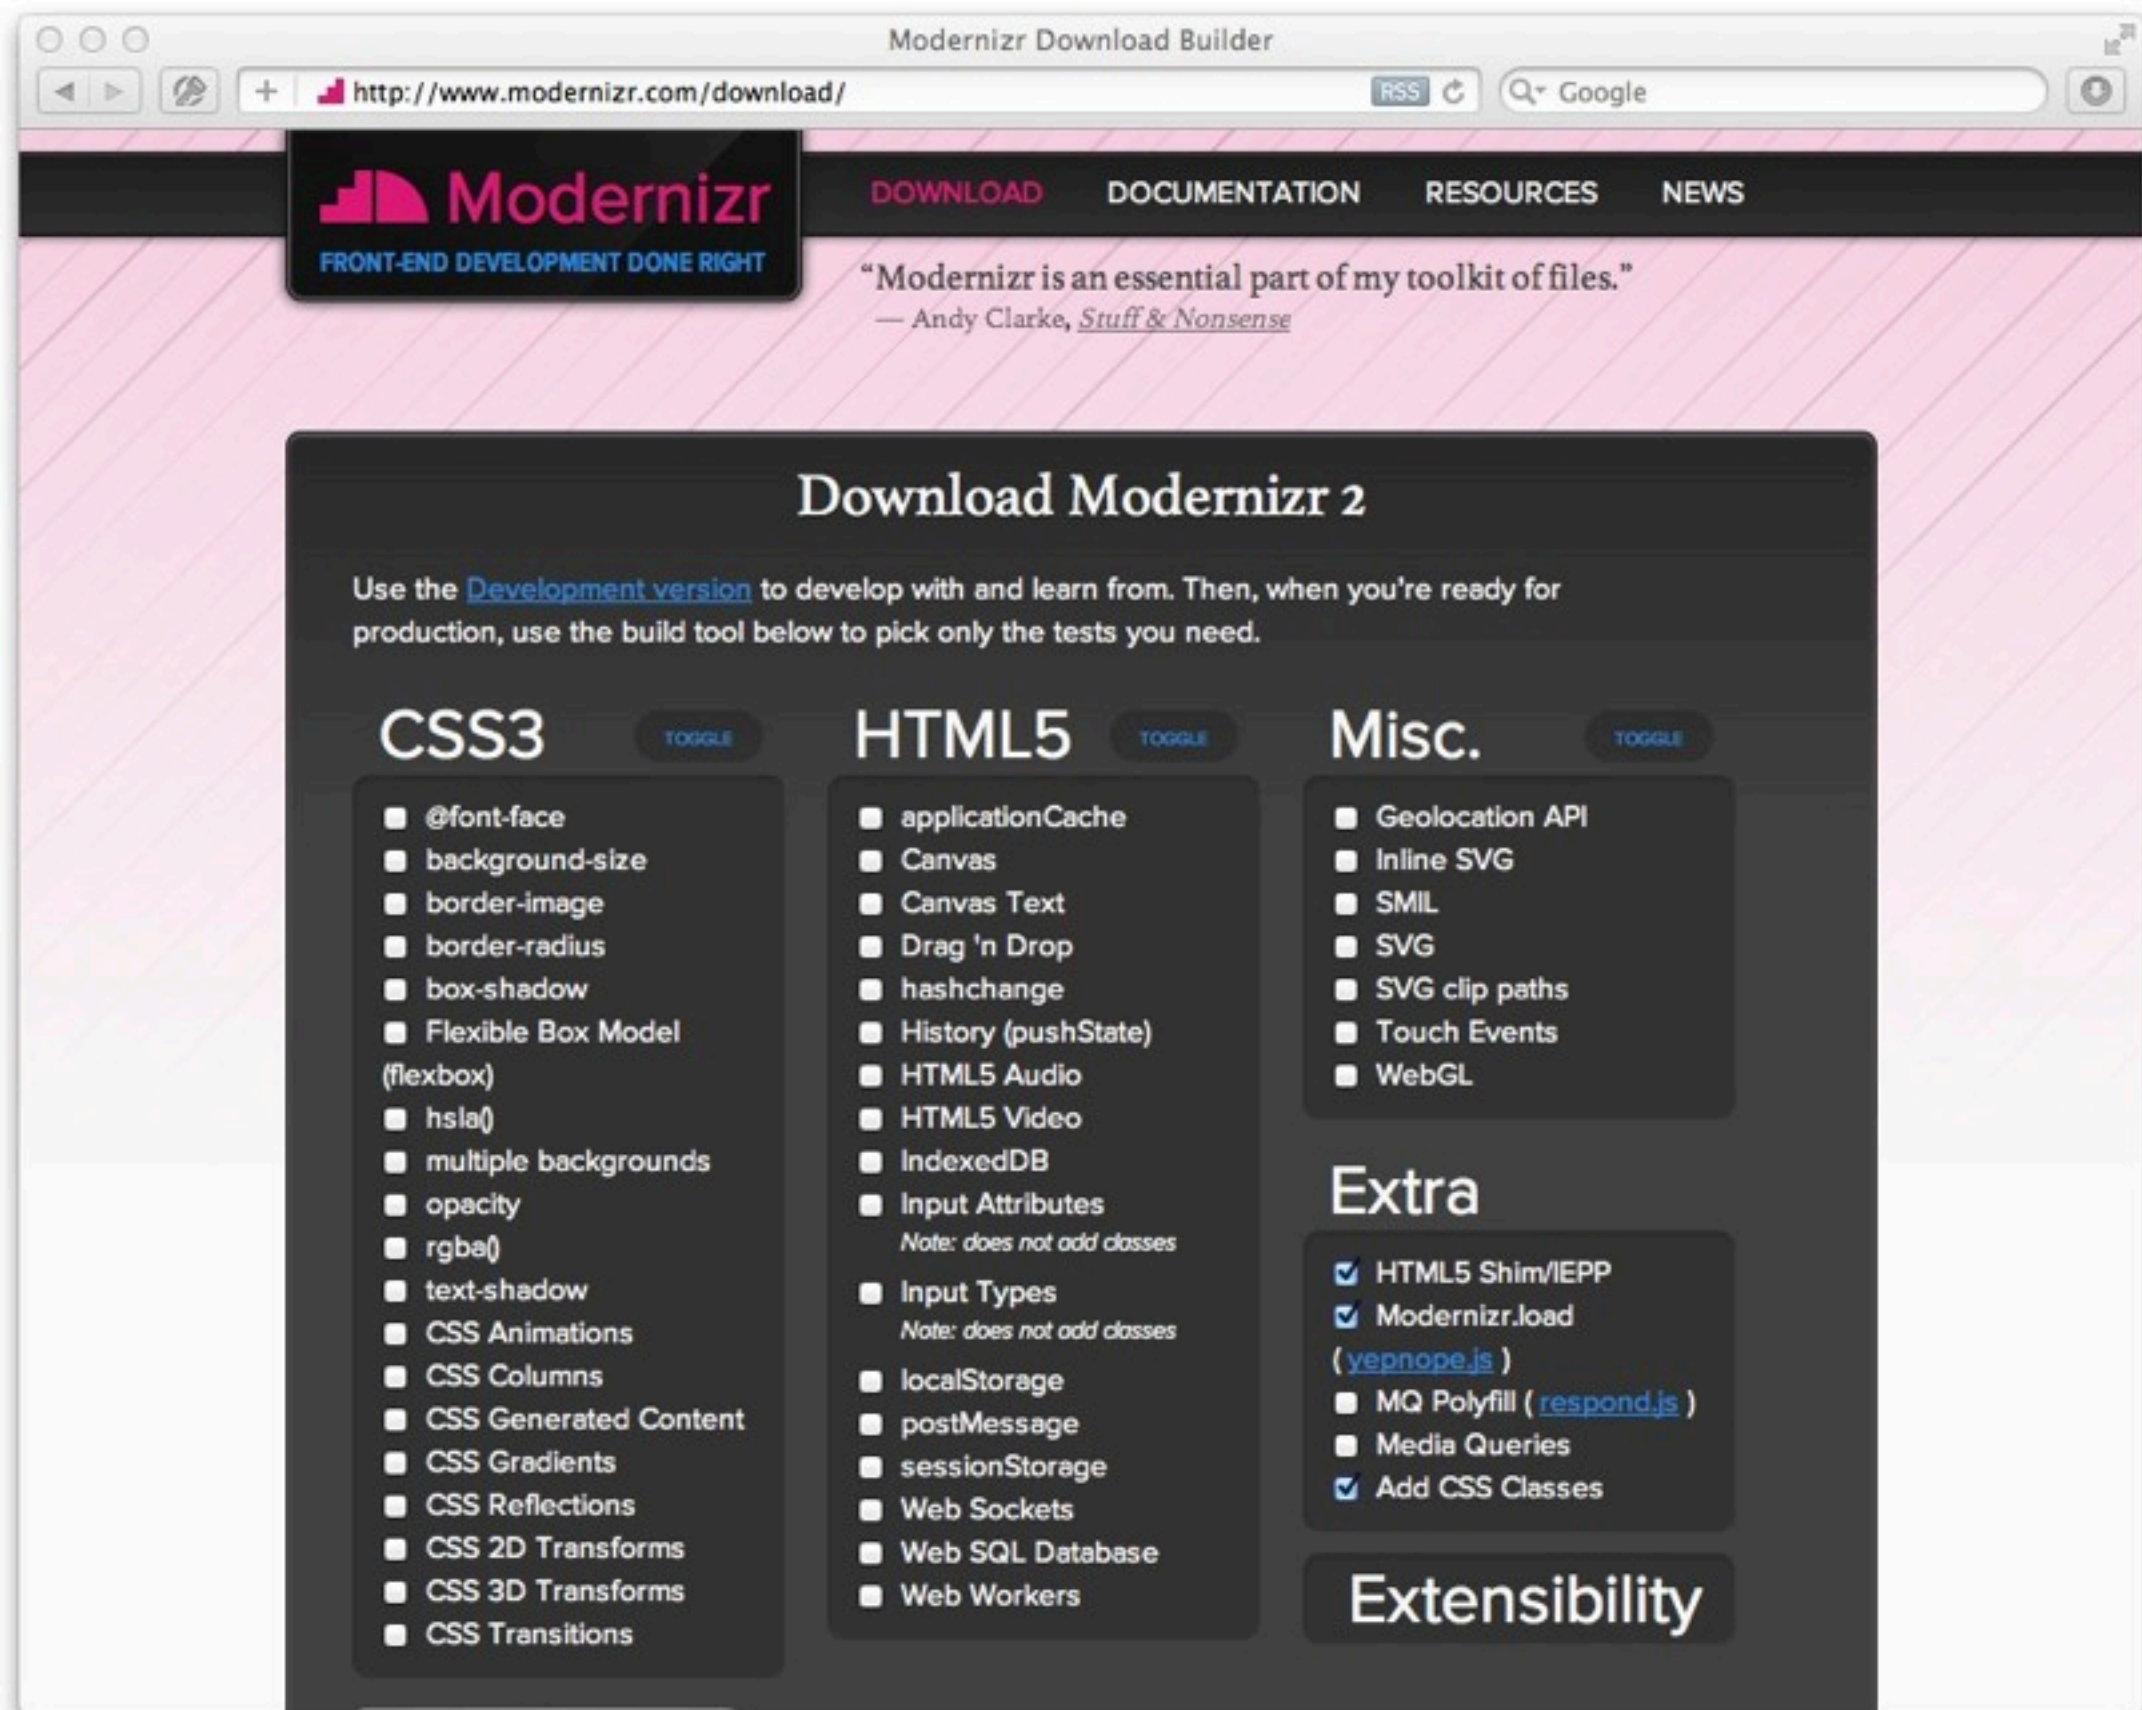 Modernizr Download Builder
http://www.modernizr.com/download/
RSS
Google
Modernizr
FRONT-END DEVELOPMENT DONE RIGHT
DOWNLOAD
DOCUMENTATION
RESOURCES
NEWS
“Modernizr is an essential part of my toolkit of files.”
— Andy Clarke, Stuff & Nonsense
Download Modernizr 2
Use the Development version to develop with and learn from. Then, when you're ready for
production, use the build tool below to pick only the tests you need.
CSS3
TOGGLE
@font-face
background-size
border-image
border-radius
box-shadow
Flexible Box Model
(flexbox)
hsla()
multiple backgrounds
opacity
rgba()
text-shadow
CSS Animations
CSS Columns
CSS Generated Content
CSS Gradients
CSS Reflections
CSS 2D Transforms
CSS 3D Transforms
CSS Transitions
HTML5
TOGGLE
applicationCache
Canvas
Canvas Text
Drag 'n Drop
hashchange
History (pushState)
HTML5 Audio
HTML5 Video
IndexedDB
Input Attributes
Note: does not add classes
Input Types
Note: does not add classes
localStorage
postMessage
sessionStorage
Web Sockets
Web SQL Database
Web Workers
Misc.
TOGGLE
Geolocation API
Inline SVG
SMIL
SVG
SVG clip paths
Touch Events
WebGL
Extra
HTML5 Shim/IEPP
Modernizr.load
( yepnope.js )
MQ Polyfill ( respond.js )
Media Queries
Add CSS Classes
Extensibility